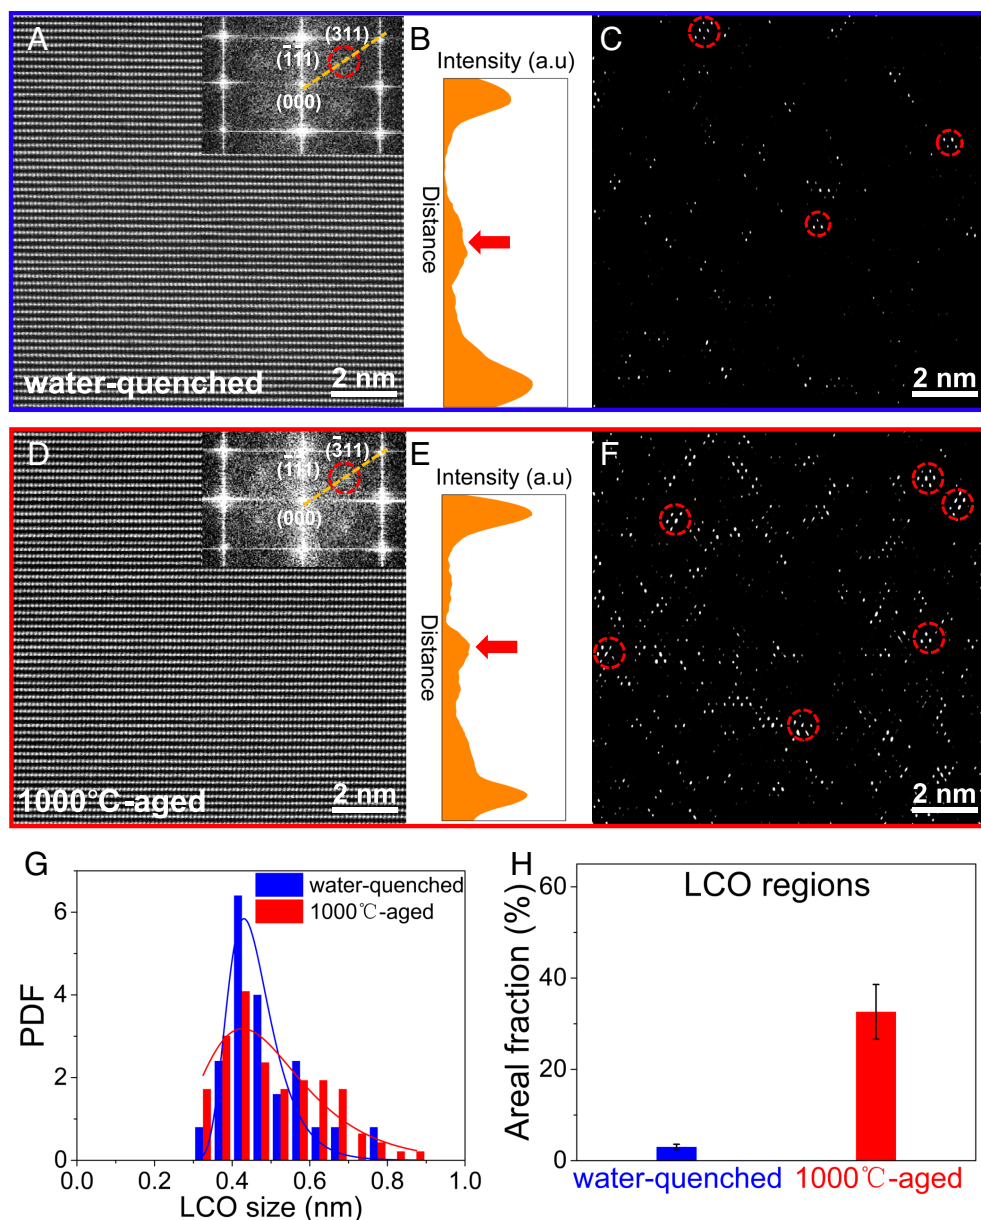 A
(311)
(1̅1̅1)
(000)
water-quenched
2 nm
B
Intensity (a.u)
Distance
C
2 nm
D
(3̅11)
(1̅11)
(000)
1000°C-aged
2 nm
E
Intensity (a.u)
Distance
F
2 nm
G
water-quenched
1000℃-aged
PDF
6
4
2
0
0.0
0.2
0.4
0.6
0.8
1.0
LCO size (nm)
H
LCO regions
Areal fraction (%)
60
40
20
0
water-quenched
1000℃-aged